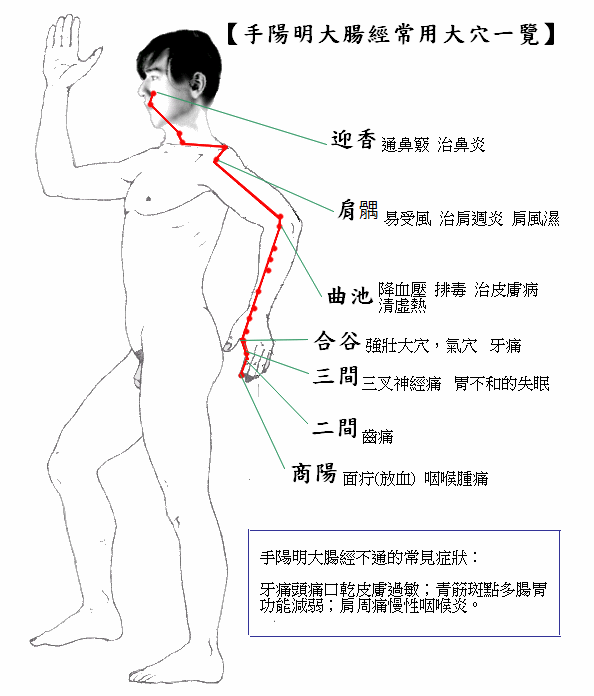 【手陽明大腸經常用大穴一覽】
迎香 通鼻竅 治鼻炎
肩髃 易受風 治肩週炎 肩風濕
曲池 降血壓 排毒 治皮膚病
清虛熱
合谷 強壯大穴，氣穴 牙痛
三間 三叉神經痛 胃不和的失眠
二間 齒痛
商陽 面疔(放血) 咽喉腫痛
手陽明大腸經不通的常見症狀：
牙痛頭痛口乾皮膚過敏；青筋斑點多腸胃
功能減弱；肩周痛慢性咽喉炎。